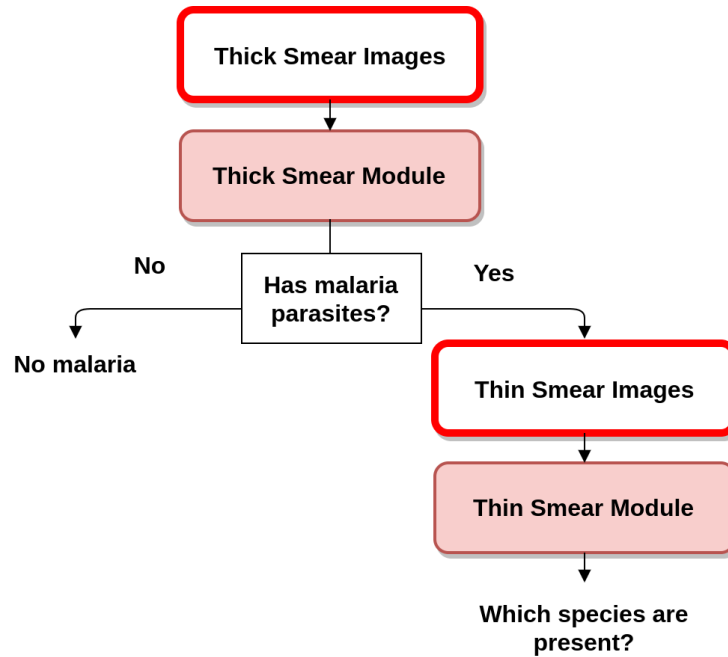 Thick Smear Images
Thick Smear Module
No
Yes
Has malaria
parasites?
No malaria
Thin Smear Images
Thin Smear Module
Which species are
present?